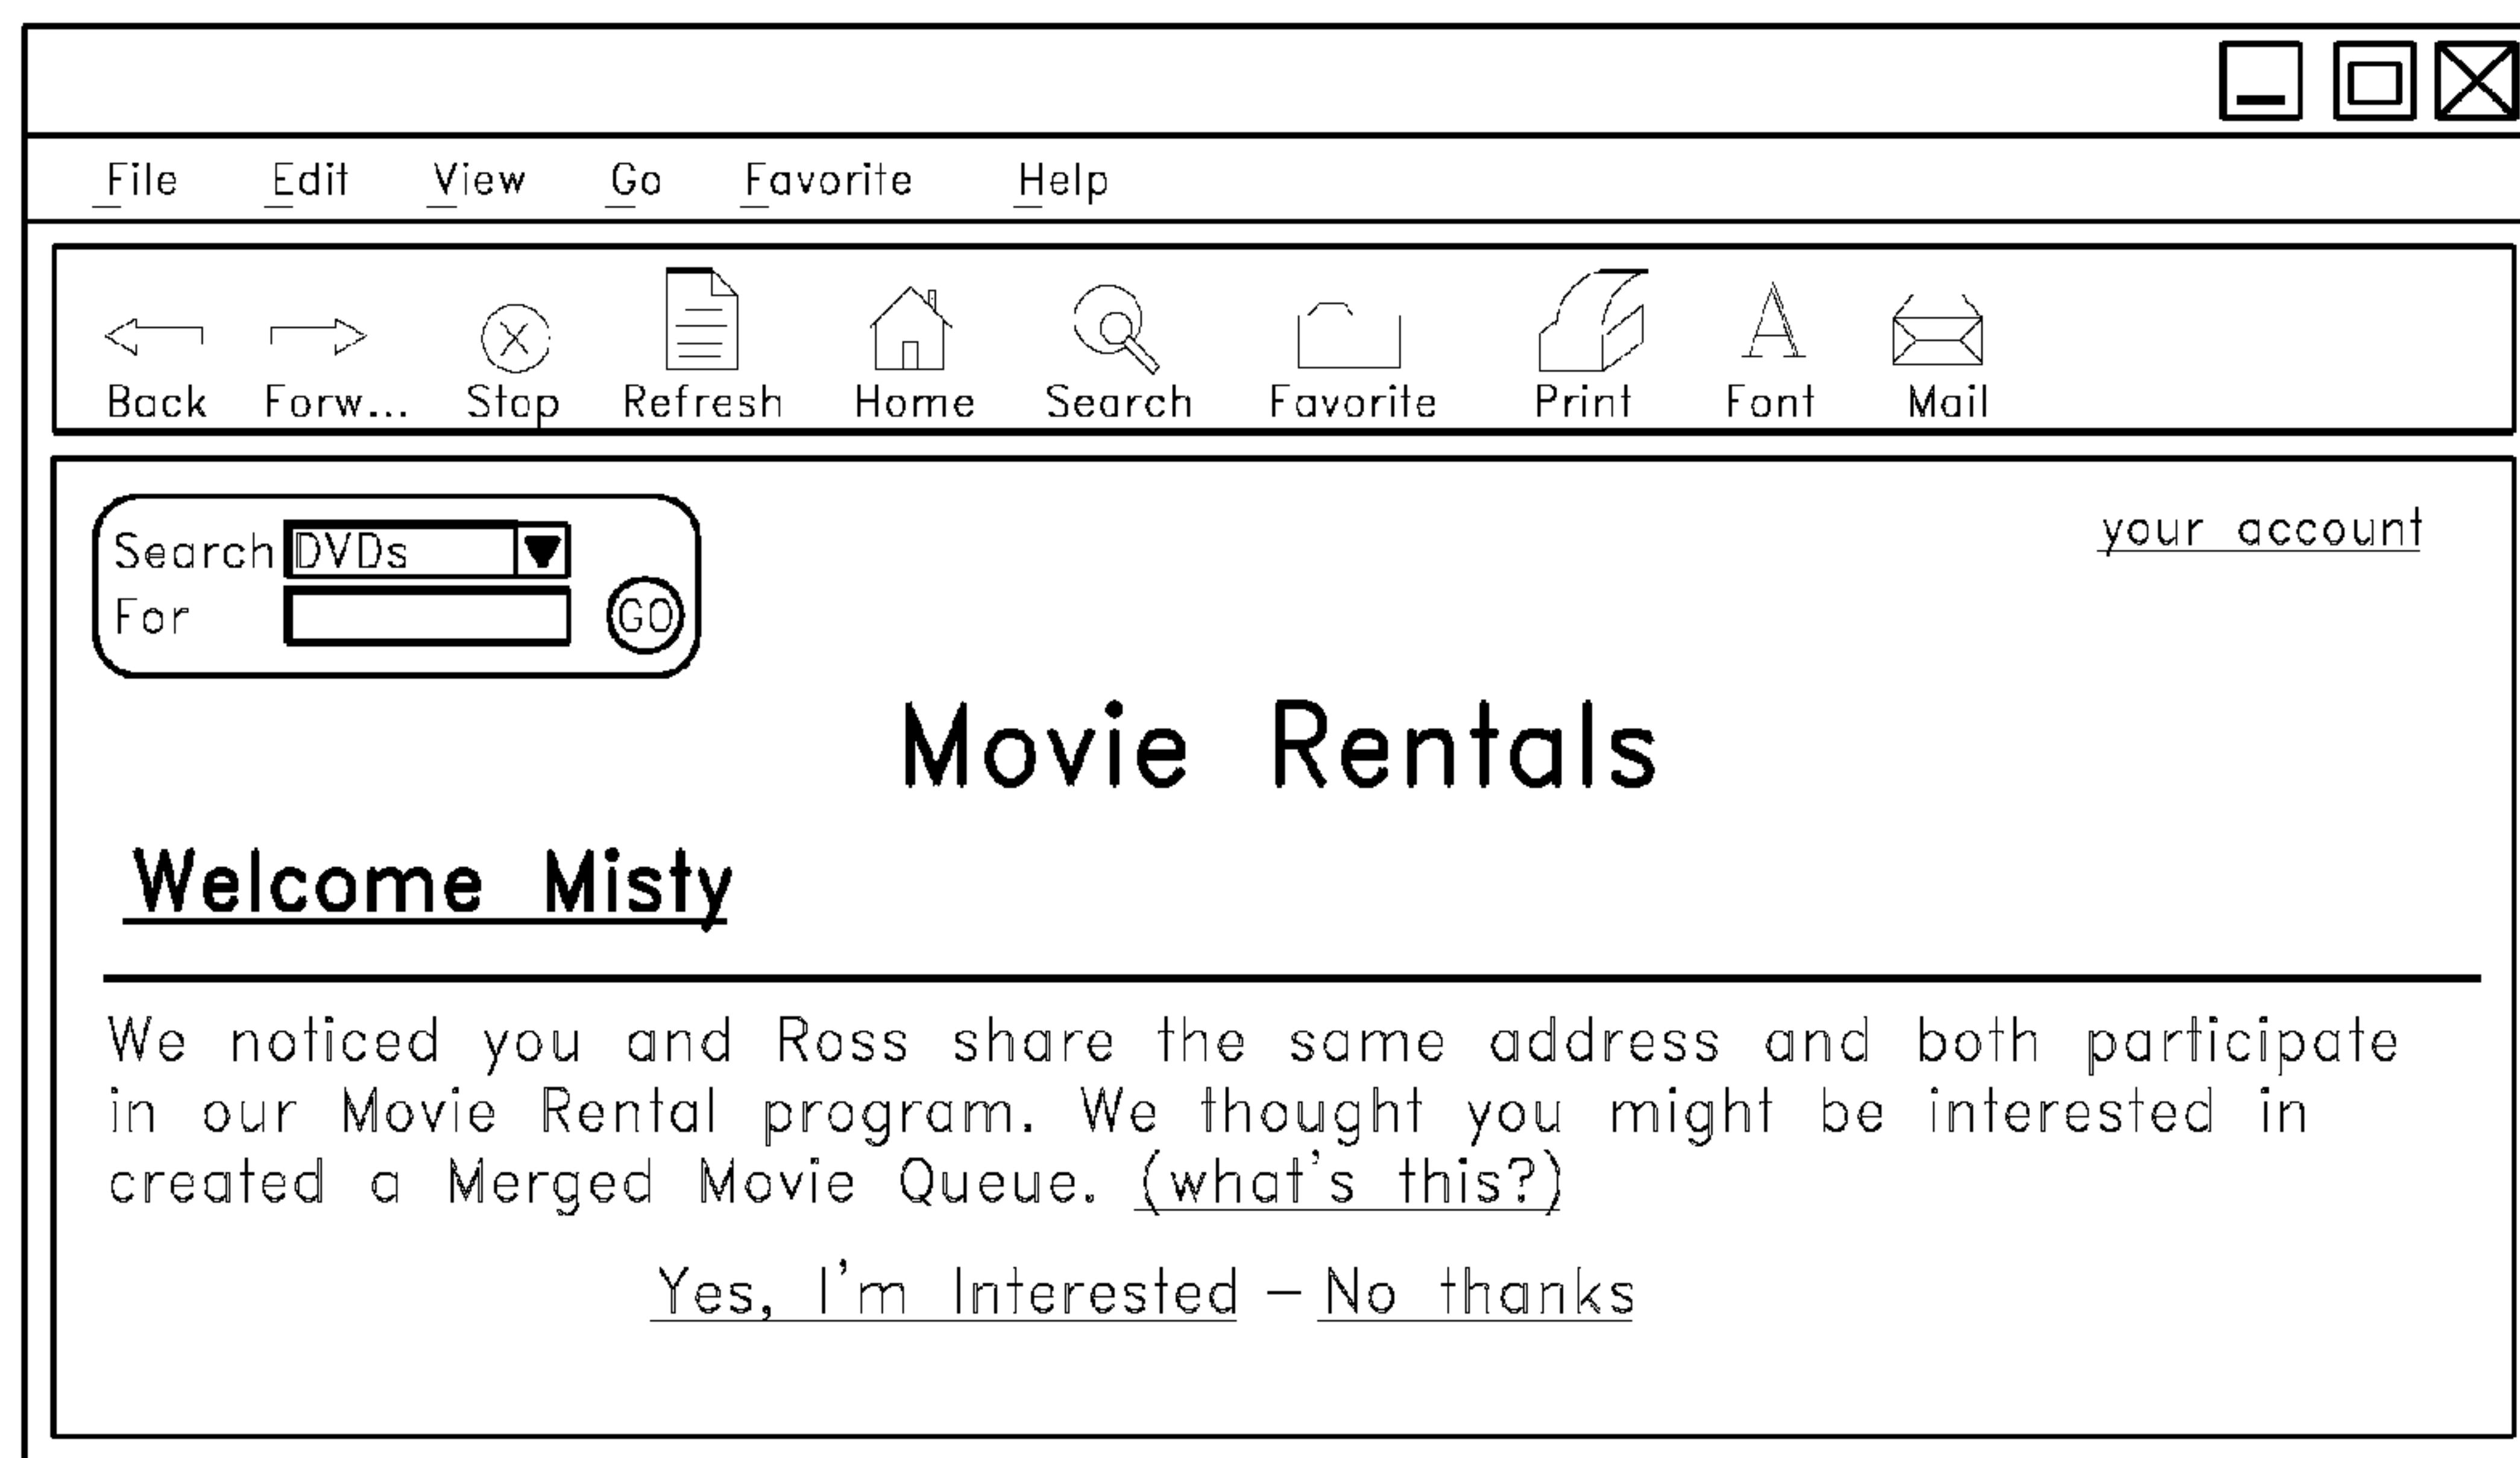 File Edit View Go Favorite Help
Back Forw... Stop Refresh Home Search Favorite Print Font Mail
Search DVDs
your account
For GO
Movie Rentals
Welcome Misty
We noticed you and Ross share the same address and both participate
in our Movie Rental program. We thought you might be interested in
created a Merged Movie Queue. (what's this?)
Yes, I'm Interested – No thanks